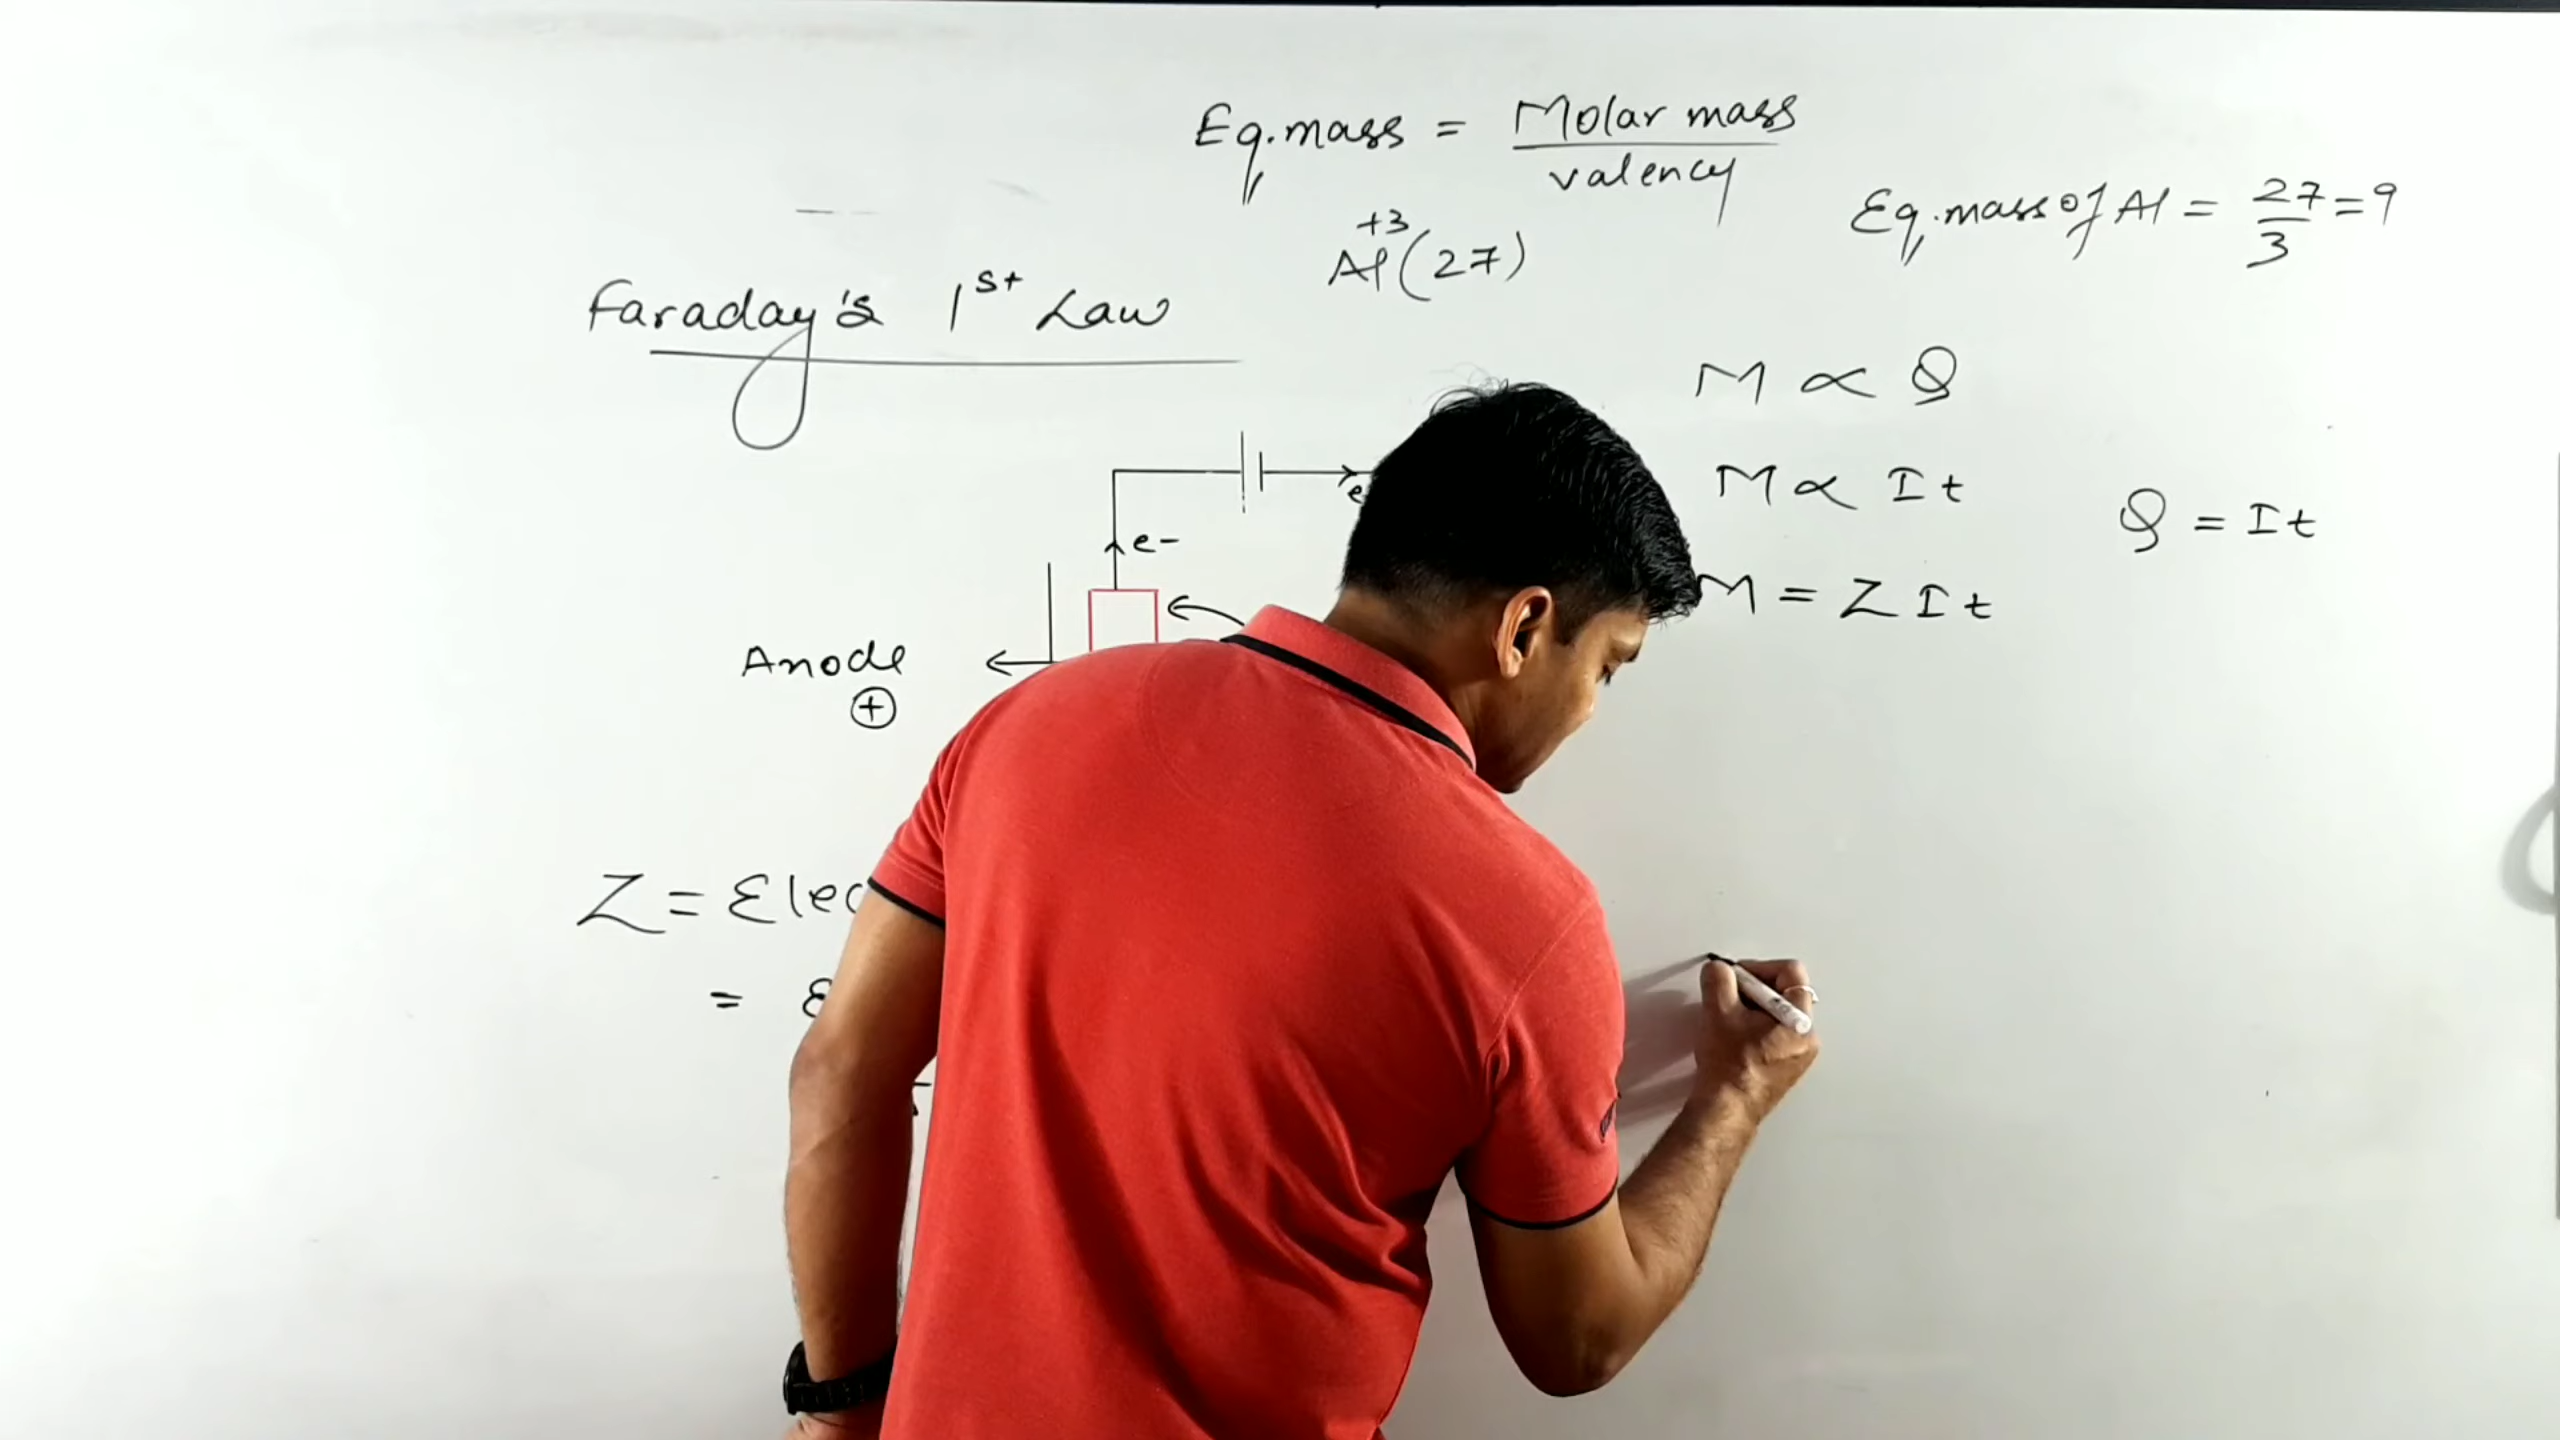 Eq. mass = Molar mass
valency
Eq. mass of Al = 27/3 = 9
+3
Al (27)
Faraday's 1st Law
M ∝ Q
M ∝ It
Q = It
e-
M = ZIt
Anode
+
Z =
=